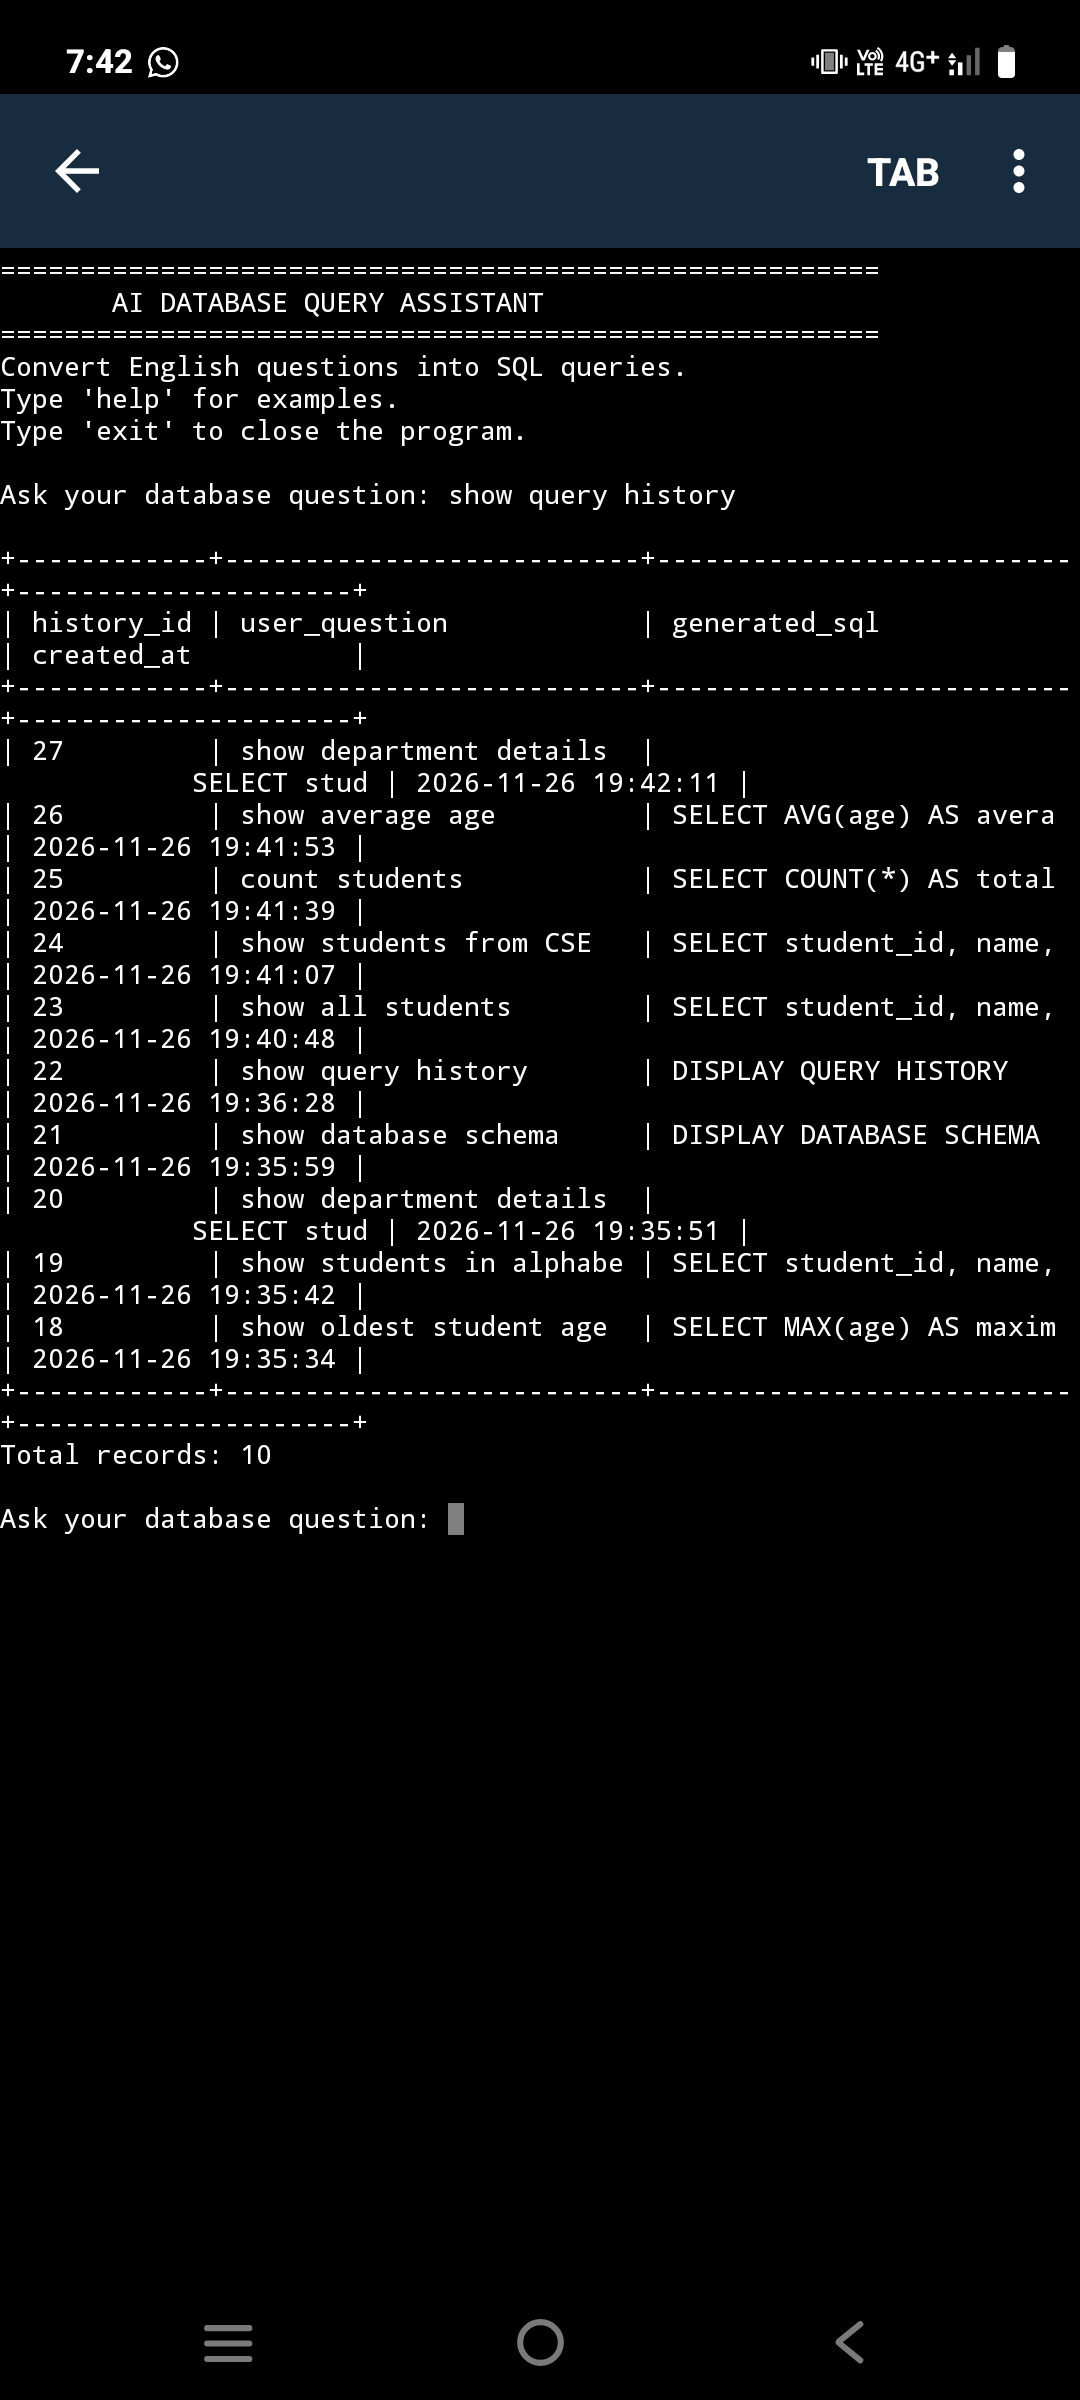 7:42 Vo)) LTE 4G+
TAB
=======================================================
       AI DATABASE QUERY ASSISTANT
=======================================================
Convert English questions into SQL queries.
Type 'help' for examples.
Type 'exit' to close the program.

Ask your database question: show query history

+------------+--------------------------+--------------------------
+---------------------+
| history_id | user_question            | generated_sql
| created_at          |
+------------+--------------------------+--------------------------
+---------------------+
| 27         | show department details  |
            SELECT stud | 2026-11-26 19:42:11 |
| 26         | show average age         | SELECT AVG(age) AS avera
| 2026-11-26 19:41:53 |
| 25         | count students           | SELECT COUNT(*) AS total
| 2026-11-26 19:41:39 |
| 24         | show students from CSE   | SELECT student_id, name,
| 2026-11-26 19:41:07 |
| 23         | show all students        | SELECT student_id, name,
| 2026-11-26 19:40:48 |
| 22         | show query history       | DISPLAY QUERY HISTORY
| 2026-11-26 19:36:28 |
| 21         | show database schema     | DISPLAY DATABASE SCHEMA
| 2026-11-26 19:35:59 |
| 20         | show department details  |
            SELECT stud | 2026-11-26 19:35:51 |
| 19         | show students in alphabe | SELECT student_id, name,
| 2026-11-26 19:35:42 |
| 18         | show oldest student age  | SELECT MAX(age) AS maxim
| 2026-11-26 19:35:34 |
+------------+--------------------------+--------------------------
+---------------------+
Total records: 10

Ask your database question: